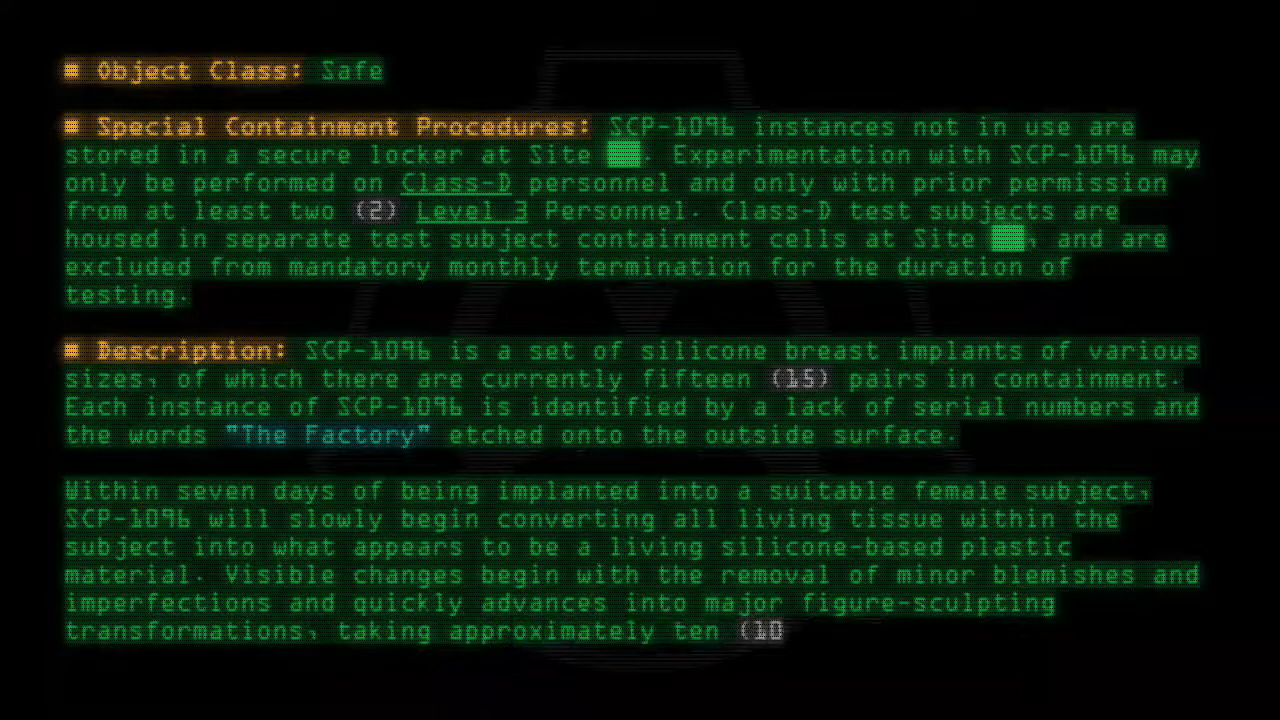 ■ Object Class: Safe
■ Special Containment Procedures: SCP-1096 instances not in use are
stored in a secure locker at Site ██. Experimentation with SCP-1096 may
only be performed on Class-D personnel and only with prior permission
from at least two (2) Level 3 Personnel. Class-D test subjects are
housed in separate test subject containment cells at Site ██, and are
excluded from mandatory monthly termination for the duration of
testing.
■ Description: SCP-1096 is a set of silicone breast implants of various
sizes, of which there are currently fifteen (15) pairs in containment.
Each instance of SCP-1096 is identified by a lack of serial numbers and
the words "The Factory" etched onto the outside surface.
Within seven days of being implanted into a suitable female subject,
SCP-1096 will slowly begin converting all living tissue within the
subject into what appears to be a living silicone-based plastic
material. Visible changes begin with the removal of minor blemishes and
imperfections and quickly advances into major figure-sculpting
transformations, taking approximately ten (10